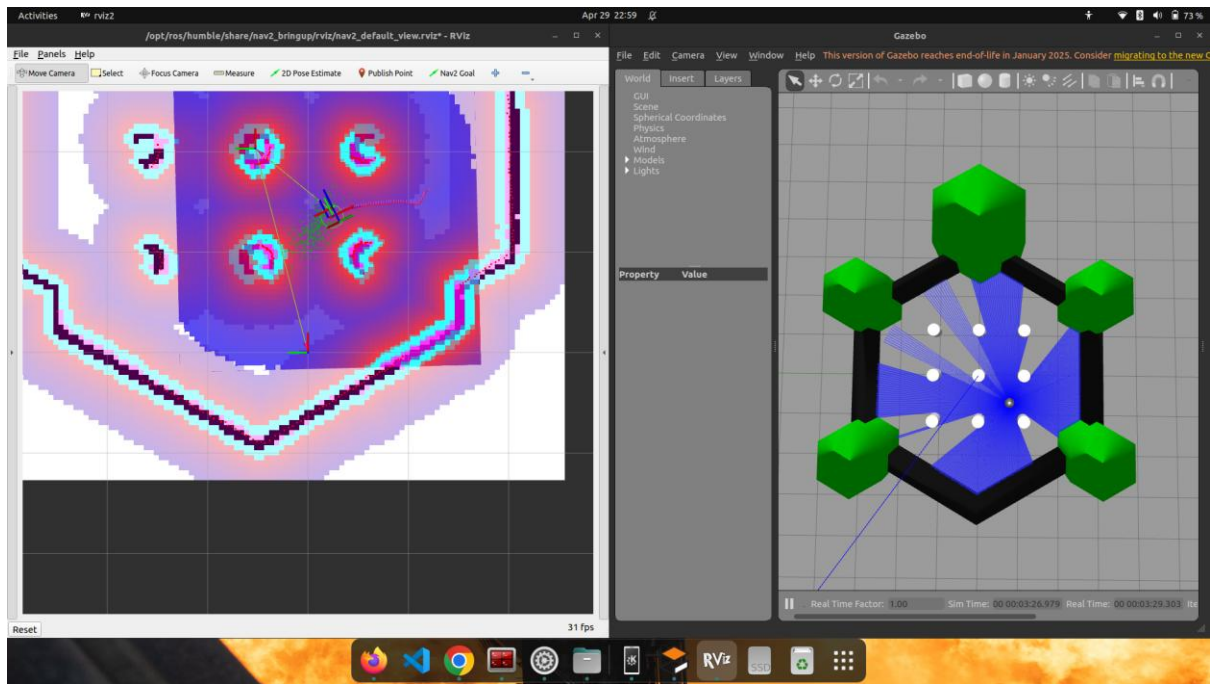 Activities
rviz2
Apr 29 22:59
73 %
/opt/ros/humble/share/nav2_bringup/rviz/nav2_default_view.rviz* - RViz
File Panels Help
Move Camera Select Focus Camera Measure 2D Pose Estimate Publish Point Nav2 Goal
Reset
31 fps
Gazebo
File Edit Camera View Window Help This version of Gazebo reaches end-of-life in January 2025. Consider migrating to the new G
World Insert Layers
GUI
Scene
Spherical Coordinates
Physics
Atmosphere
Wind
Models
Lights
Property Value
Real Time Factor: 1.00 Sim Time: 00 00:03:26.979 Real Time: 00 00:03:29.303 Ite
RViz
SSD